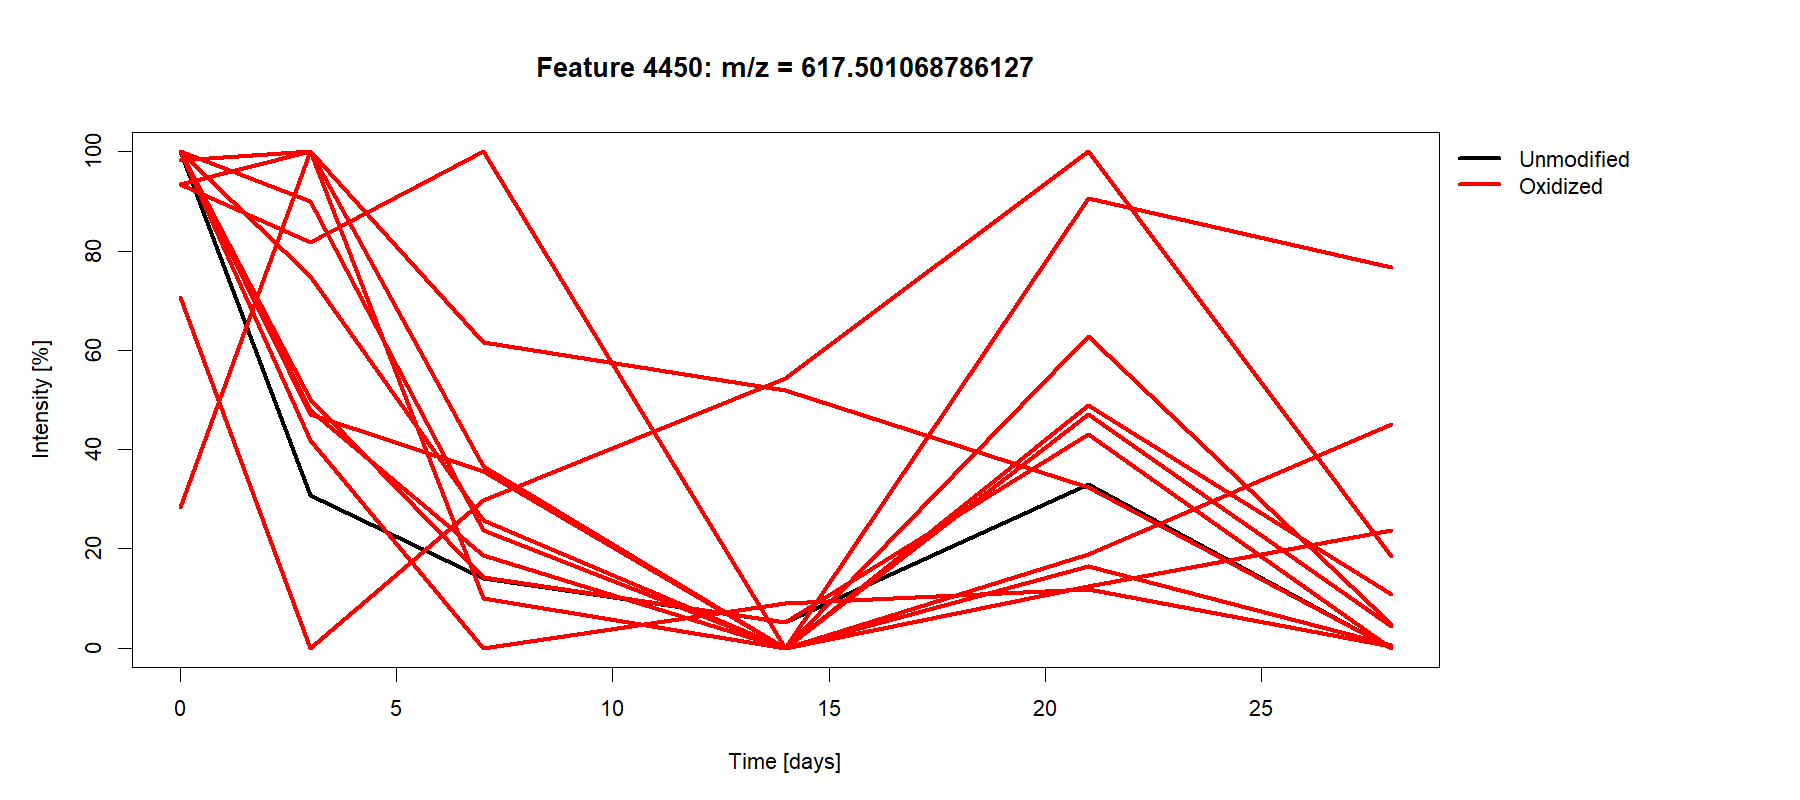 Feature 4450: m/z = 617.501068786127
Unmodified
Oxidized
Intensity [%]
100
80
60
40
20
0
0 5 10 15 20 25
Time [days]